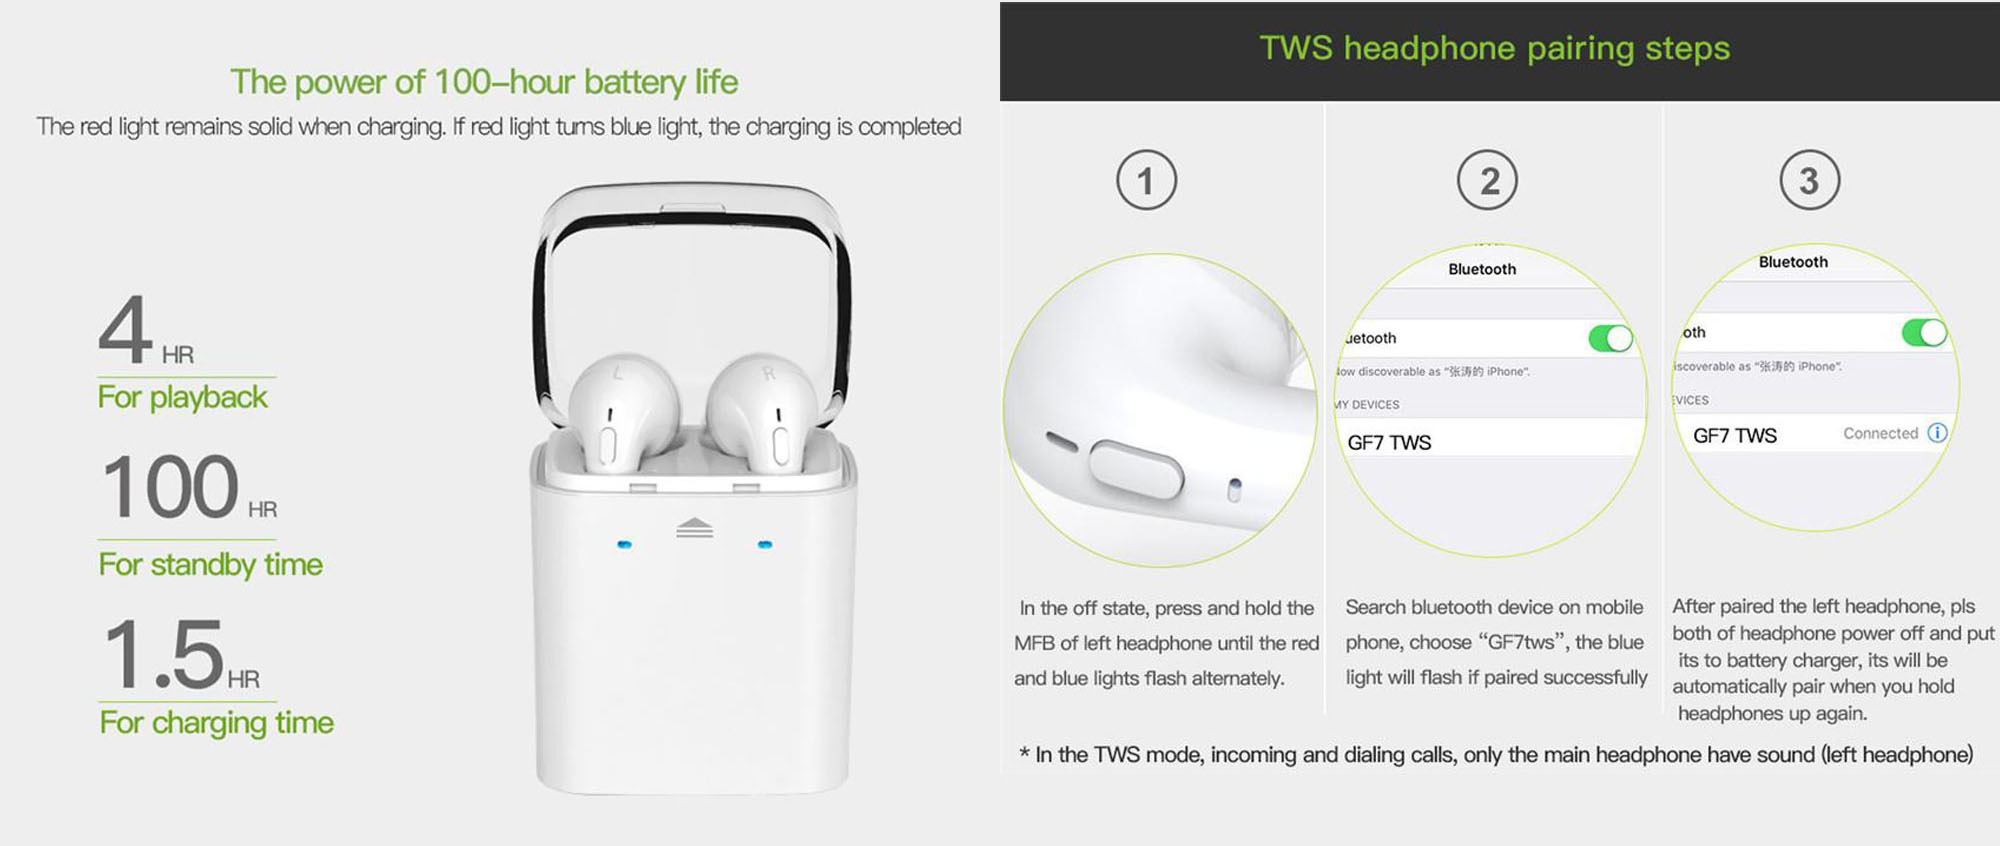 The power of 100-hour battery life
The red light remains solid when charging. If red light turns blue light, the charging is completed
4 HR
For playback
100 HR
For standby time
1.5 HR
For charging time
L
R
TWS headphone pairing steps
1
In the off state, press and hold the
MFB of left headphone until the red
and blue lights flash alternately.
2
Bluetooth
uetooth
Now discoverable as “张涛的 iPhone”.
MY DEVICES
GF7 TWS
Search bluetooth device on mobile
phone, choose “GF7tws”, the blue
light will flash if paired successfully
3
Bluetooth
oth
iscoverable as “张涛的 iPhone”.
EVICES
GF7 TWS Connected
After paired the left headphone, pls
both of headphone power off and put
its to battery charger, its will be
automatically pair when you hold
headphones up again.
* In the TWS mode, incoming and dialing calls, only the main headphone have sound (left headphone)